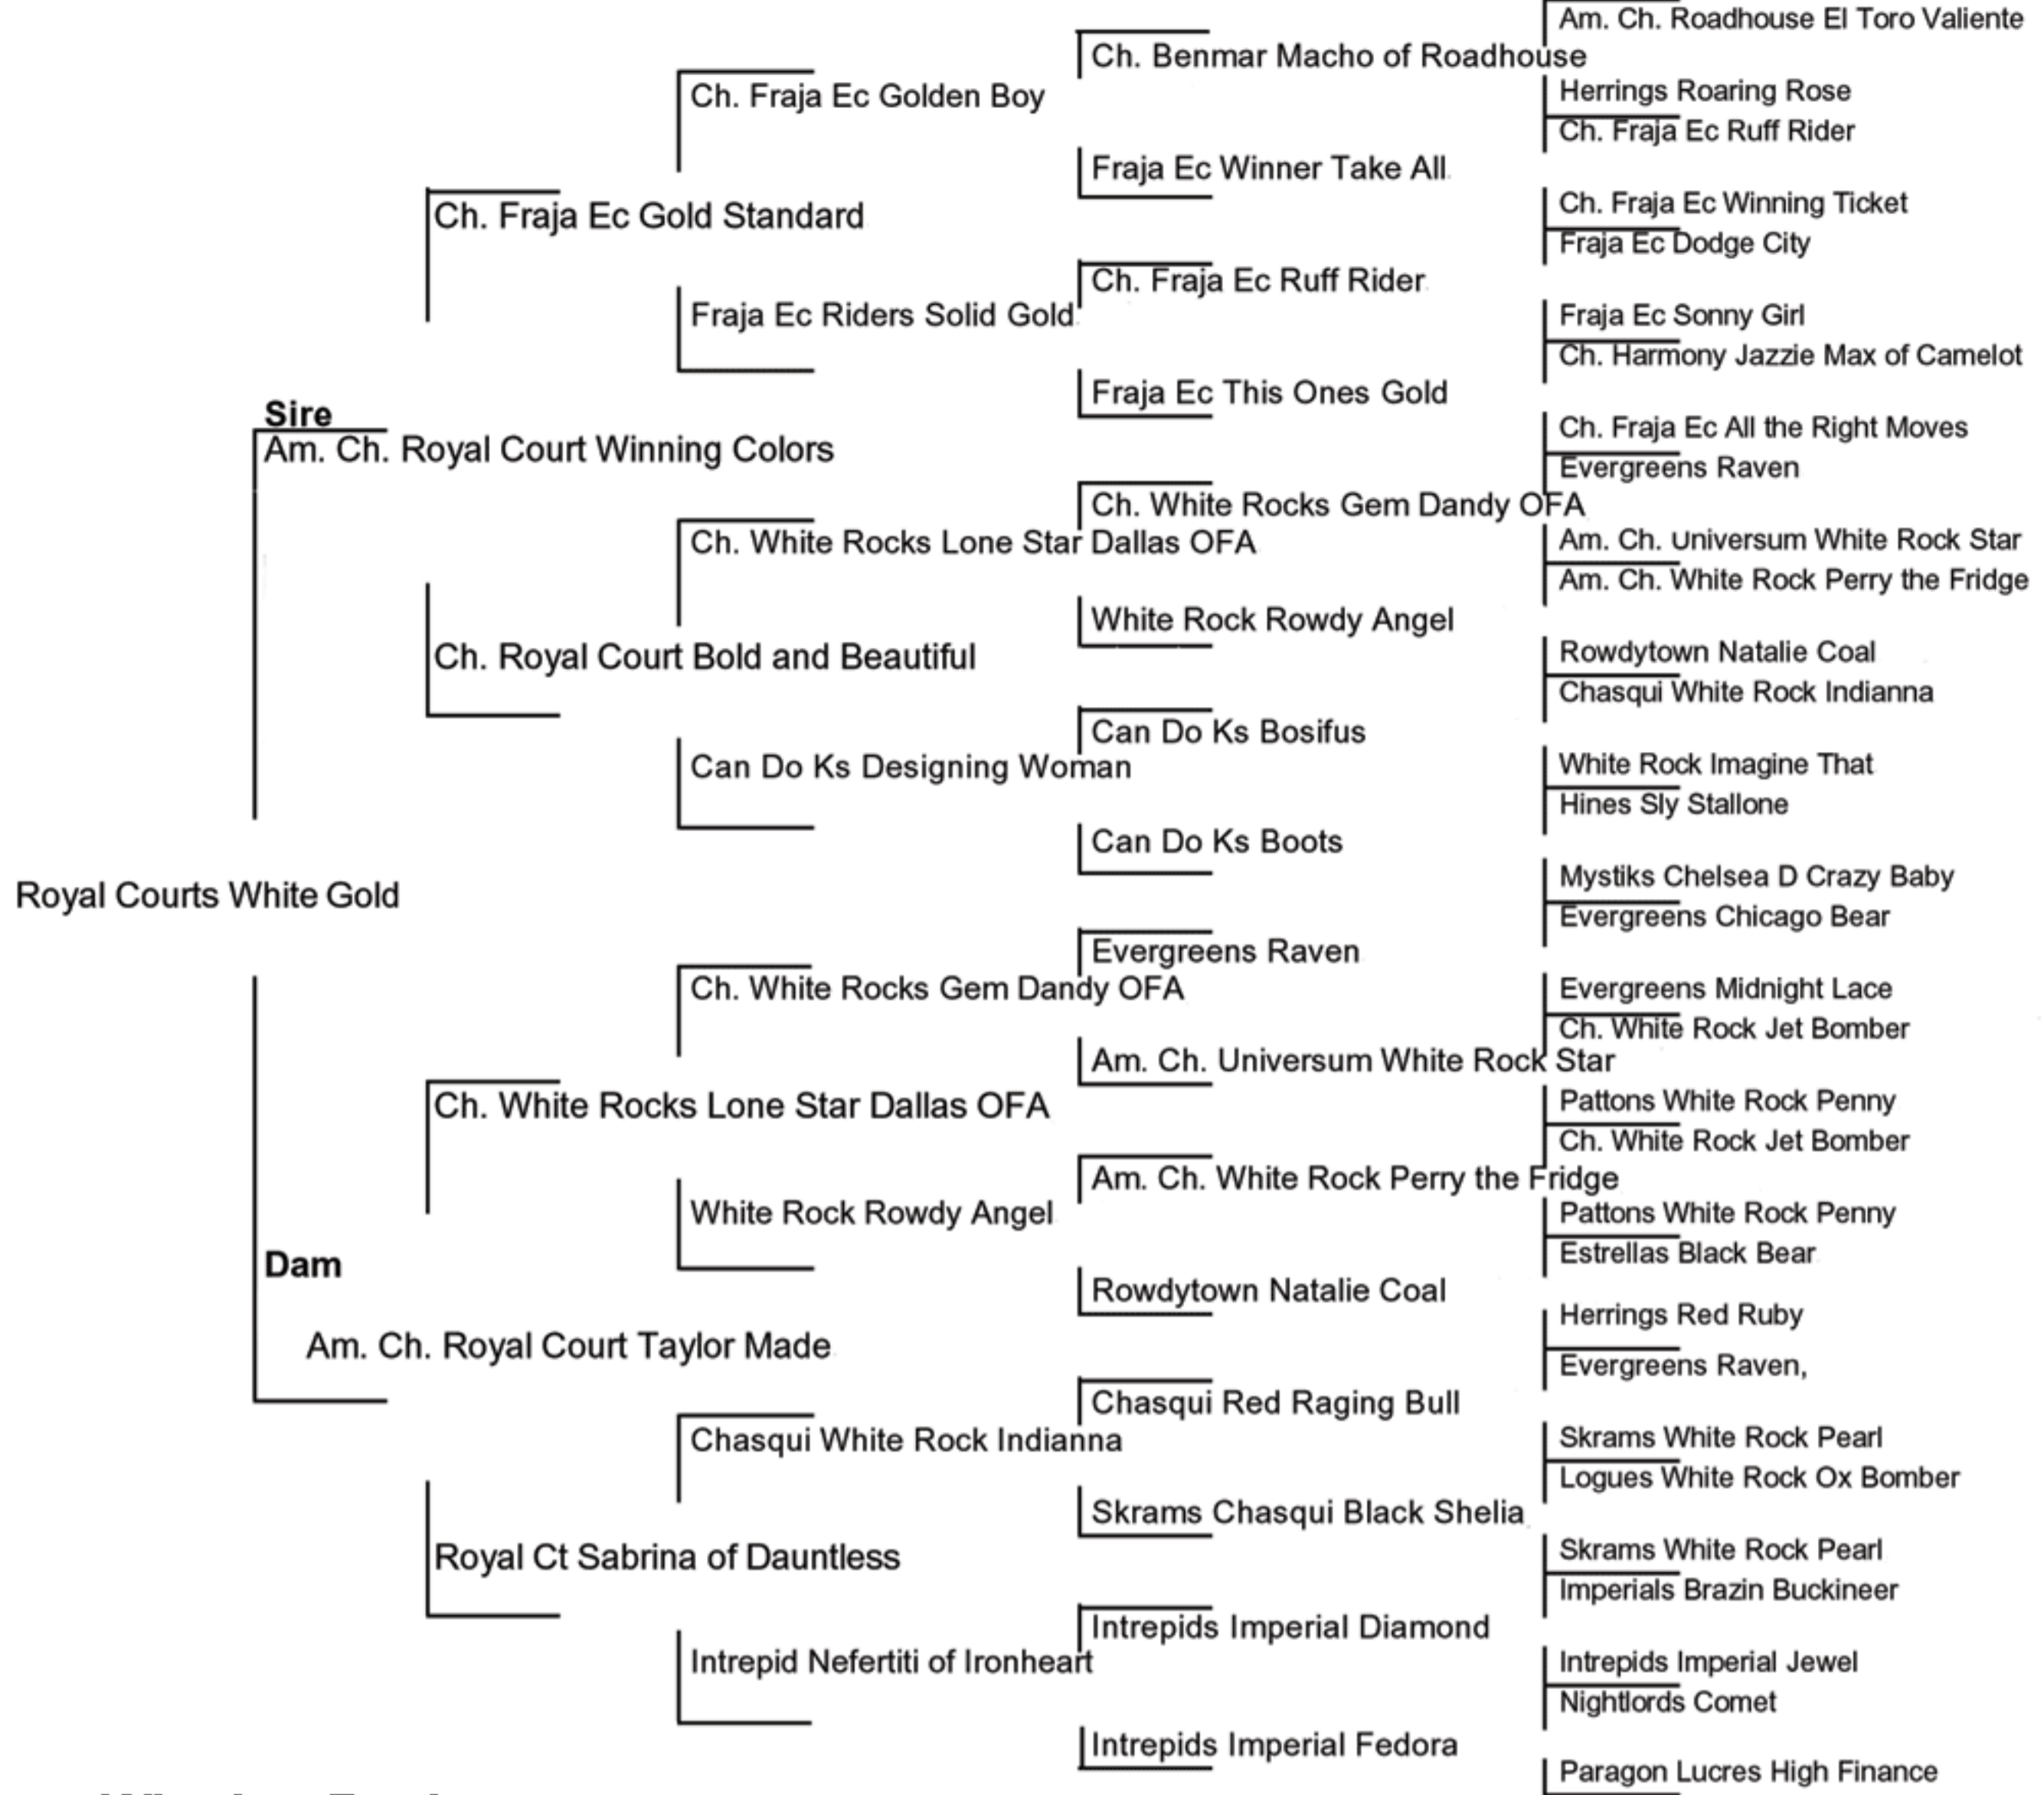 Am. Ch. Roadhouse El Toro Valiente
Ch. Benmar Macho of Roadhouse
Herrings Roaring Rose
Ch. Fraja Ec Golden Boy
Ch. Fraja Ec Ruff Rider
Fraja Ec Winner Take All
Ch. Fraja Ec Winning Ticket
Ch. Fraja Ec Gold Standard
Fraja Ec Dodge City
Ch. Fraja Ec Ruff Rider
Fraja Ec Riders Solid Gold
Fraja Ec Sonny Girl
Ch. Harmony Jazzie Max of Camelot
Fraja Ec This Ones Gold
Sire
Ch. Fraja Ec All the Right Moves
Am. Ch. Royal Court Winning Colors
Evergreens Raven
Ch. White Rocks Gem Dandy OFA
Ch. White Rocks Lone Star Dallas OFA
Am. Ch. Universum White Rock Star
Am. Ch. White Rock Perry the Fridge
White Rock Rowdy Angel
Rowdytown Natalie Coal
Ch. Royal Court Bold and Beautiful
Chasqui White Rock Indianna
Can Do Ks Bosifus
White Rock Imagine That
Can Do Ks Designing Woman
Hines Sly Stallone
Can Do Ks Boots
Mystiks Chelsea D Crazy Baby
Royal Courts White Gold
Evergreens Chicago Bear
Evergreens Raven
Ch. White Rocks Gem Dandy OFA
Evergreens Midnight Lace
Ch. White Rock Jet Bomber
Am. Ch. Universum White Rock Star
Pattons White Rock Penny
Ch. White Rocks Lone Star Dallas OFA
Ch. White Rock Jet Bomber
Am. Ch. White Rock Perry the Fridge
White Rock Rowdy Angel
Pattons White Rock Penny
Estrellas Black Bear
Dam
Rowdytown Natalie Coal
Herrings Red Ruby
Am. Ch. Royal Court Taylor Made
Evergreens Raven,
Chasqui Red Raging Bull
Chasqui White Rock Indianna
Skrams White Rock Pearl
Logues White Rock Ox Bomber
Skrams Chasqui Black Shelia
Royal Ct Sabrina of Dauntless
Skrams White Rock Pearl
Imperials Brazin Buckineer
Intrepids Imperial Diamond
Intrepid Nefertiti of Ironheart
Intrepids Imperial Jewel
Nightlords Comet
Intrepids Imperial Fedora
Paragon Lucres High Finance